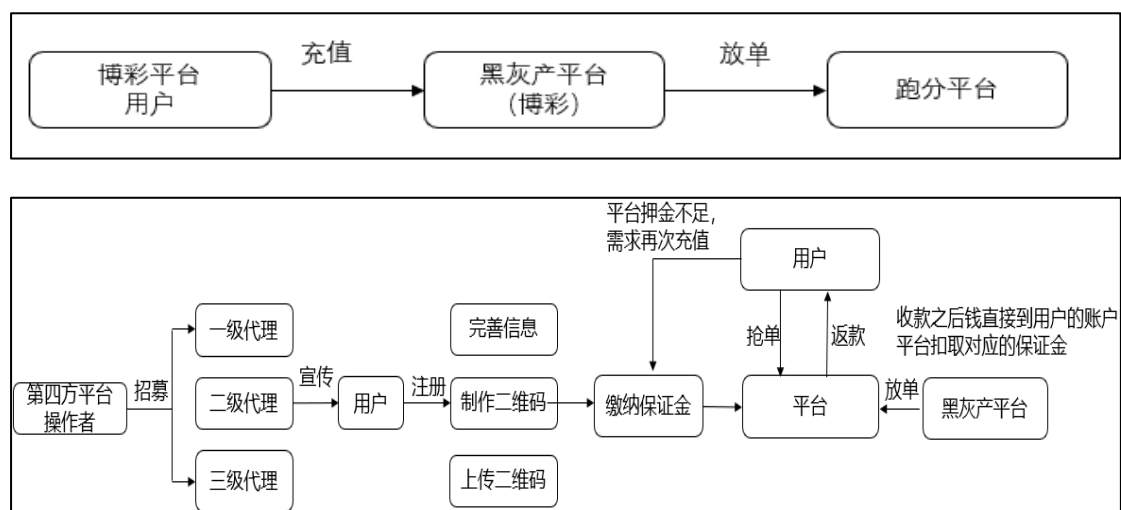 充值
放单
博彩平台
用户
黑灰产平台
(博彩)
跑分平台
平台押金不足，
需求再次充值
用户
一级代理
完善信息
抢单
返款
收款之后钱直接到用户的账户
平台扣取对应的保证金
第四方平台
操作者
招募
二级代理
宣传
用户
注册
制作二维码
缴纳保证金
平台
放单
黑灰产平台
三级代理
上传二维码